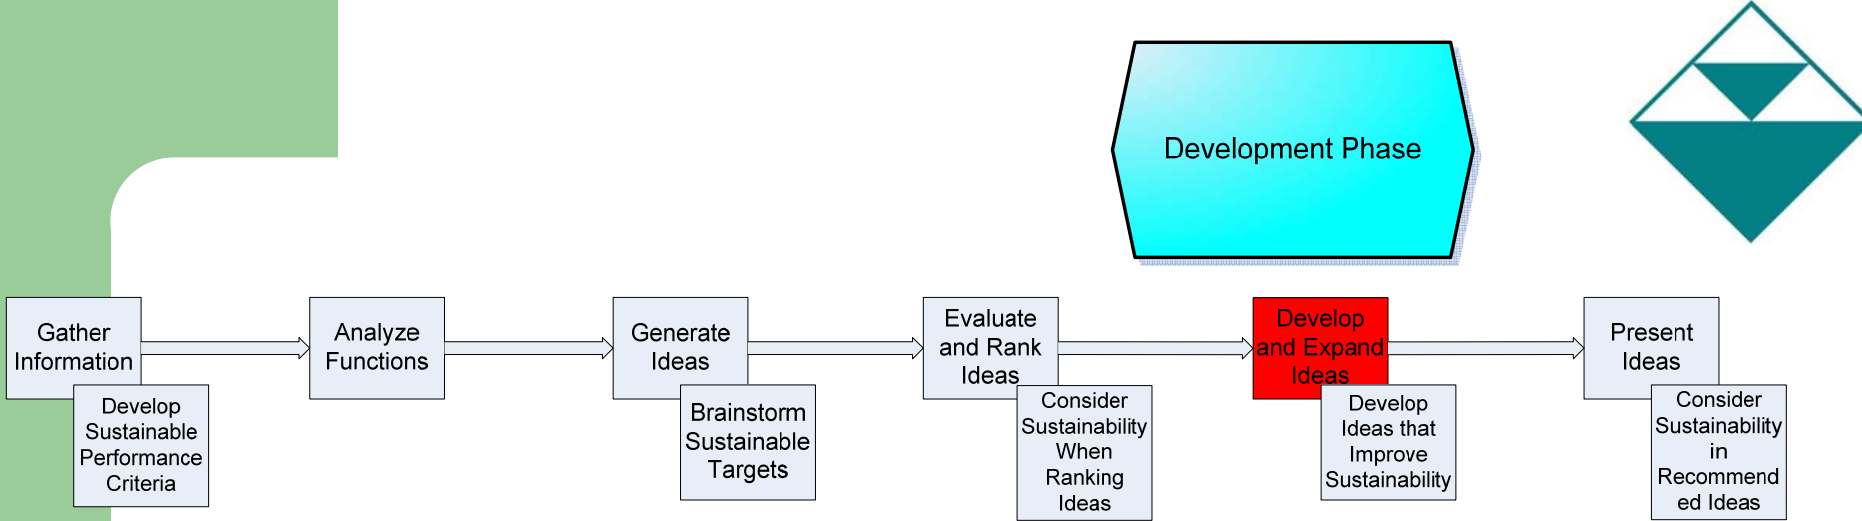 Development Phase
Gather
Information
Analyze
Functions
Generate
Ideas
Evaluate
and Rank
Ideas
Develop
and Expand
Ideas
Present
Ideas
Develop
Sustainable
Performance
Criteria
Brainstorm
Sustainable
Targets
Consider
Sustainability
When
Ranking
Ideas
Develop
Ideas that
Improve
Sustainability
Consider
Sustainability
in
Recommend
ed Ideas